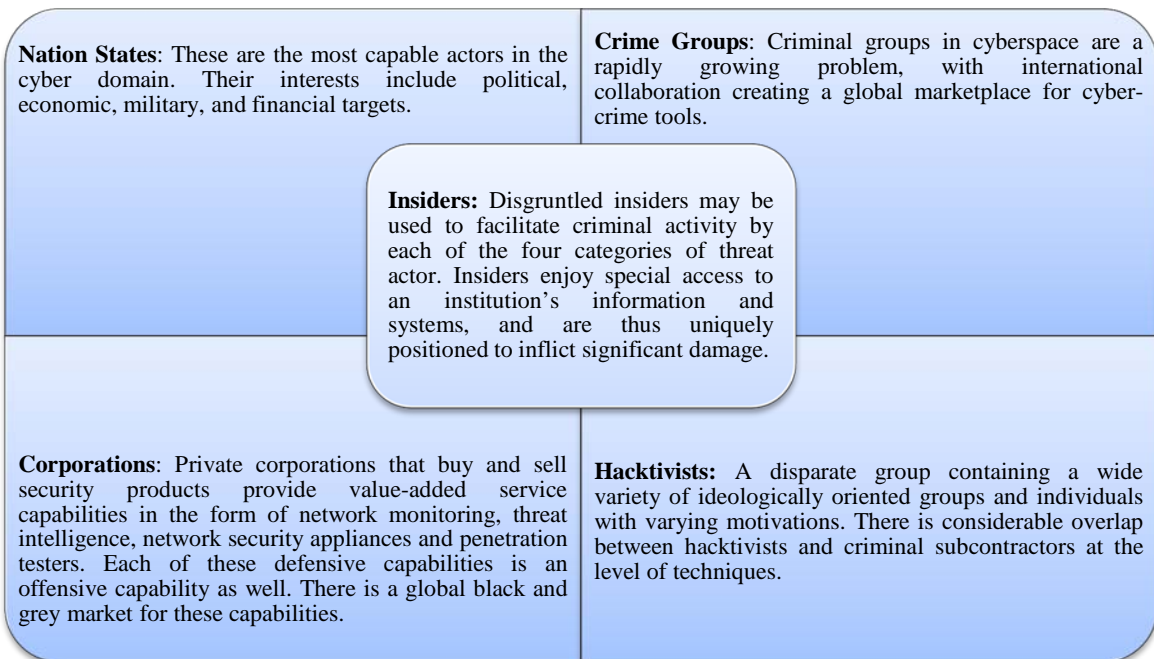 Nation States: These are the most capable actors in the
cyber domain. Their interests include political,
economic, military, and financial targets.
Crime Groups: Criminal groups in cyberspace are a
rapidly growing problem, with international
collaboration creating a global marketplace for cyber-
crime tools.
Insiders: Disgruntled insiders may be
used to facilitate criminal activity by
each of the four categories of threat
actor. Insiders enjoy special access to
an institution’s information and
systems, and are thus uniquely
positioned to inflict significant damage.
Corporations: Private corporations that buy and sell
security products provide value-added service
capabilities in the form of network monitoring, threat
intelligence, network security appliances and penetration
testers. Each of these defensive capabilities is an
offensive capability as well. There is a global black and
grey market for these capabilities.
Hacktivists: A disparate group containing a wide
variety of ideologically oriented groups and individuals
with varying motivations. There is considerable overlap
between hacktivists and criminal subcontractors at the
level of techniques.